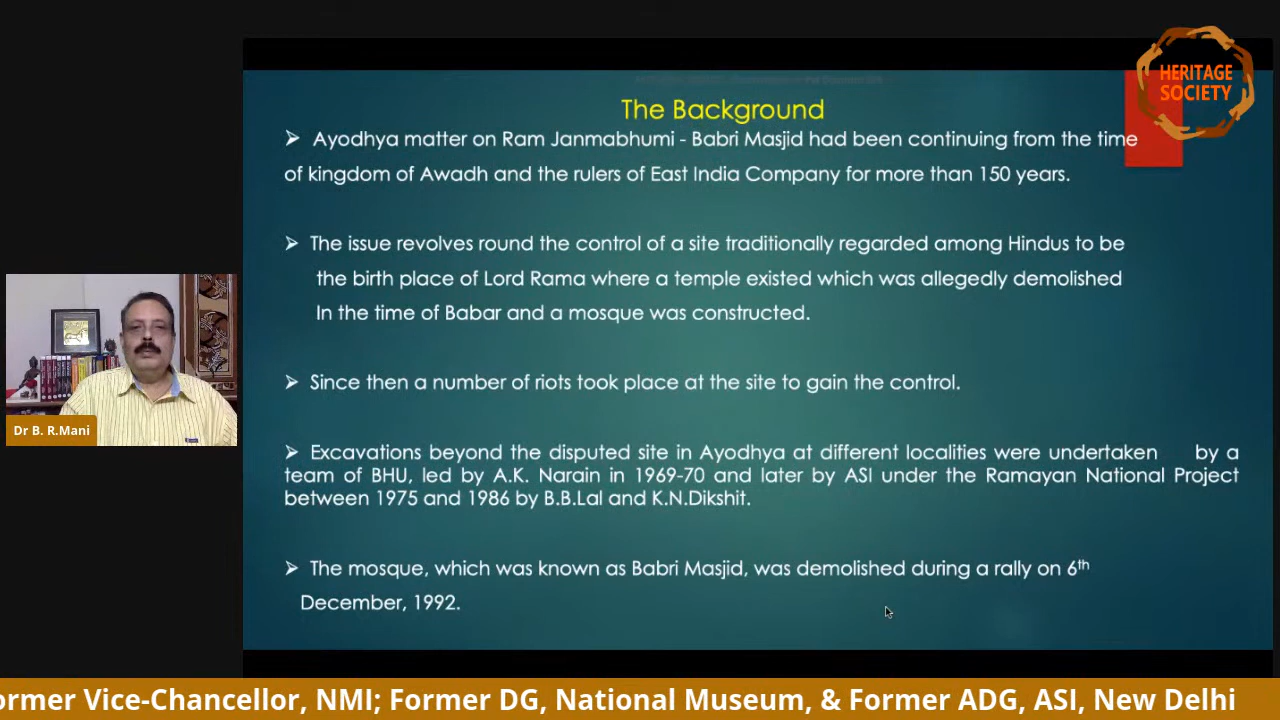 HERITAGE
SOCIETY
The Background
➢ Ayodhya matter on Ram Janmabhumi - Babri Masjid had been continuing from the time
of kingdom of Awadh and the rulers of East India Company for more than 150 years.
➢ The issue revolves round the control of a site traditionally regarded among Hindus to be
the birth place of Lord Rama where a temple existed which was allegedly demolished
In the time of Babar and a mosque was constructed.
➢ Since then a number of riots took place at the site to gain the control.
➢ Excavations beyond the disputed site in Ayodhya at different localities were undertaken by a
team of BHU, led by A.K. Narain in 1969-70 and later by ASI under the Ramayan National Project
between 1975 and 1986 by B.B.Lal and K.N.Dikshit.
➢ The mosque, which was known as Babri Masjid, was demolished during a rally on 6th
December, 1992.
Dr B. R.Mani
ormer Vice-Chancellor, NMI; Former DG, National Museum, & Former ADG, ASI, New Delhi